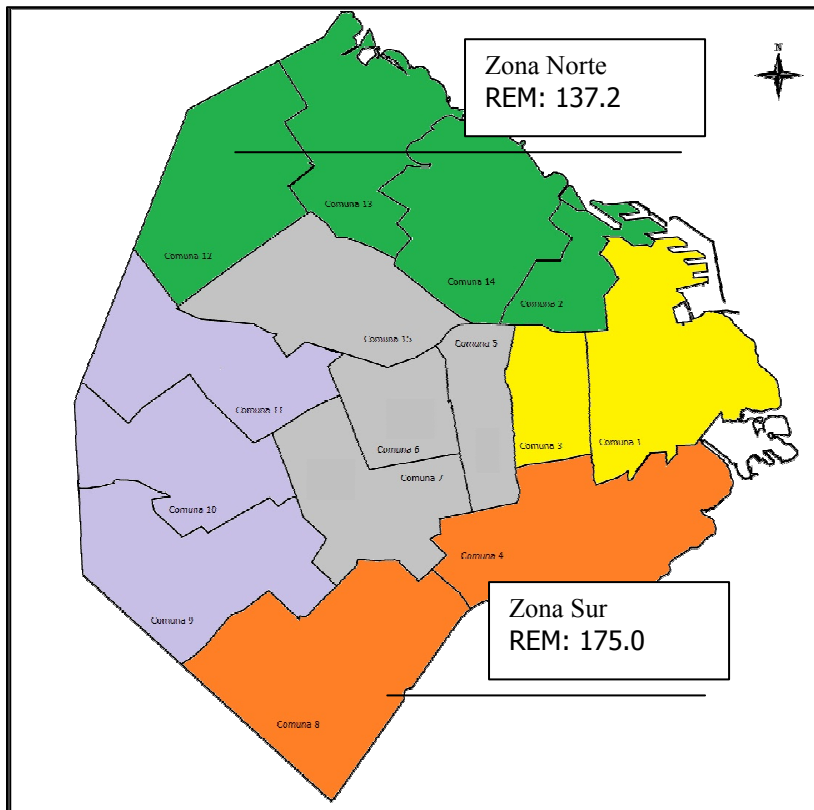 N
Zona Norte
REM: 137.2
Comuna 13
Comuna 12
Comuna 14
Comuna 2
Comuna 15
Comuna 5
Comuna 11
Comuna 3
Comuna 1
Comuna 6
Comuna 7
Comuna 10
Comuna 4
Zona Sur
REM: 175.0
Comuna 9
Comuna 8